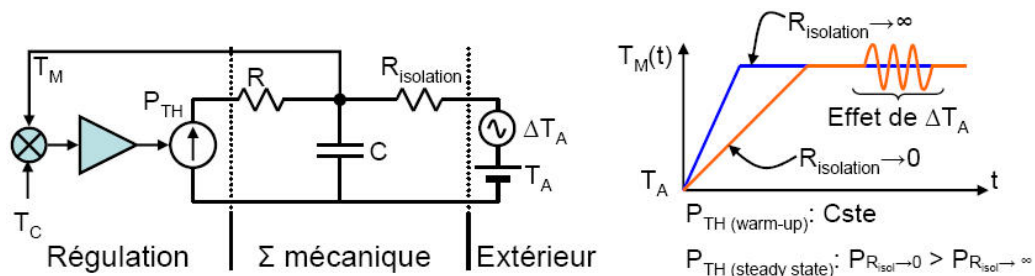 T_M
P_TH
R
R_isolation
C
ΔT_A
T_A
T_C
Régulation
Σ mécanique
Extérieur
T_M(t)
R_isolation→∞
Effet de ΔT_A
R_isolation→0
T_A
t
P_TH (warm-up): Cste
P_TH (steady state): P_Risol→0 > P_Risol→ ∞